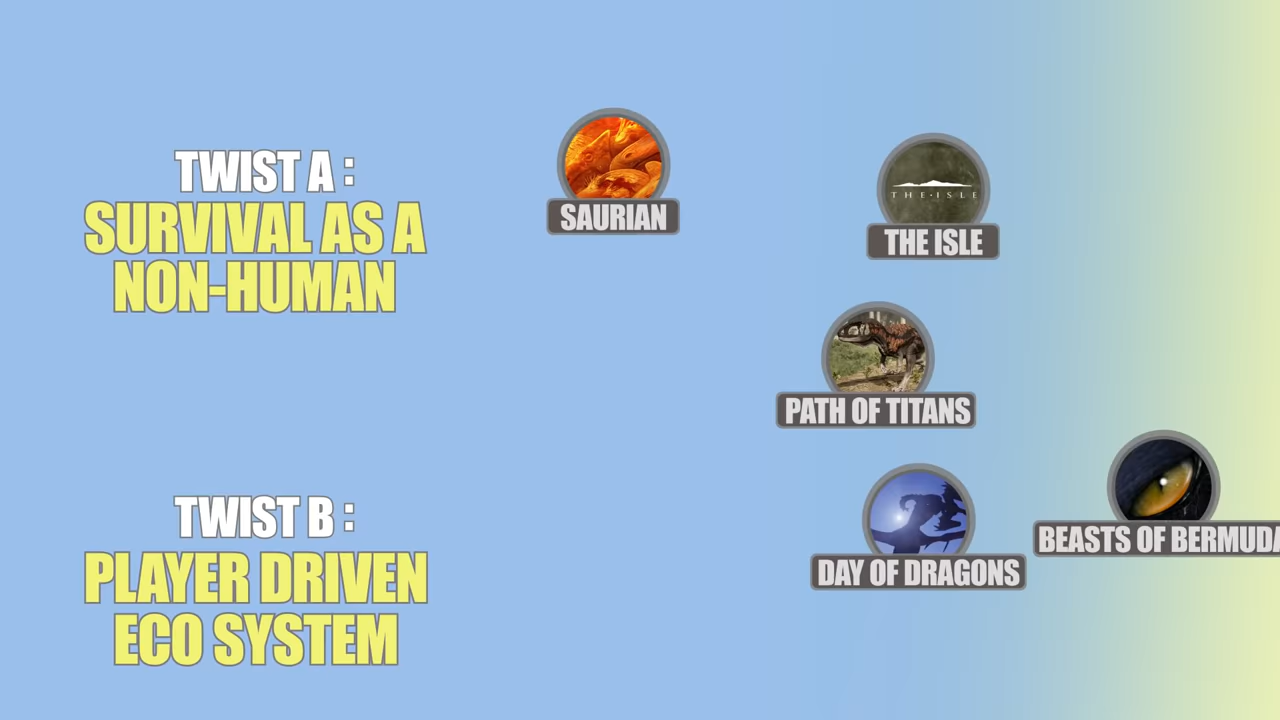 TWIST A :
SURVIVAL AS A
NON-HUMAN
SAURIAN
THE·ISLE
THE ISLE
PATH OF TITANS
TWIST B :
PLAYER DRIVEN
ECO SYSTEM
DAY OF DRAGONS
BEASTS OF BERMUDA